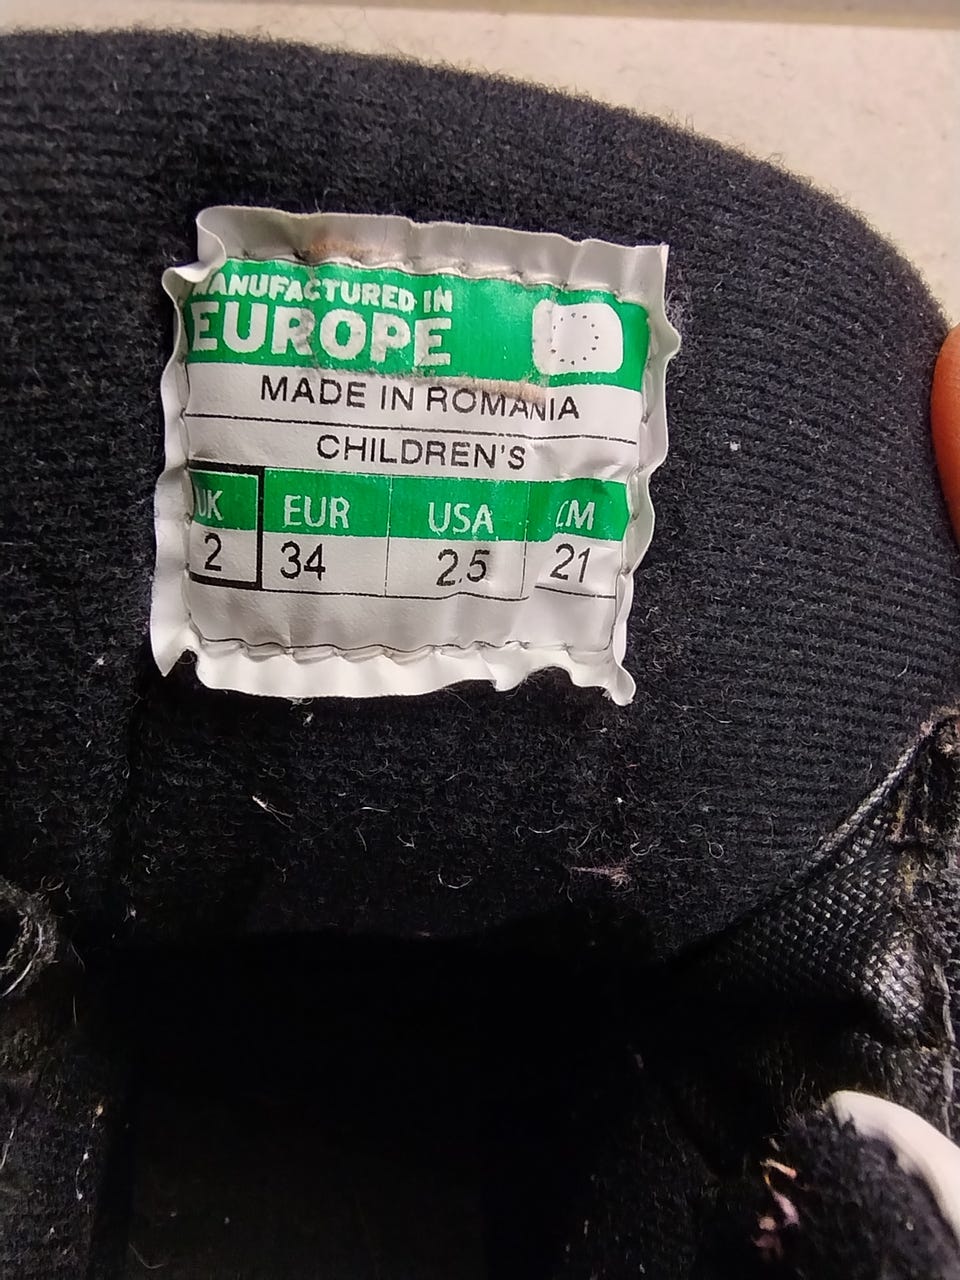 MANUFACTURED IN
EUROPE
MADE IN ROMANIA
CHILDREN'S
UK EUR USA CM
2 34 2.5 21